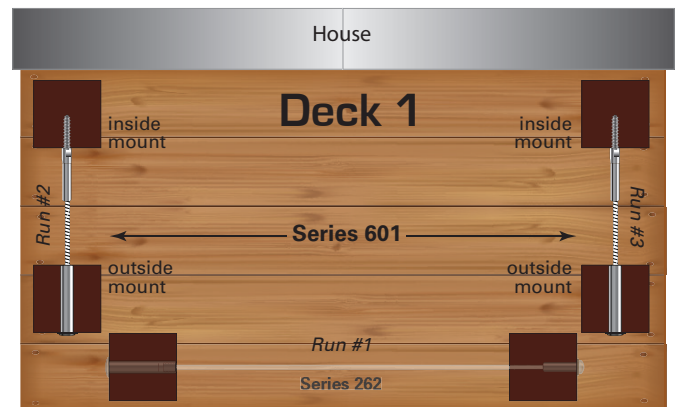 House
Deck 1
inside
mount
inside
mount
Run #2
Run #3
Series 601
outside
mount
outside
mount
Run #1
Series 262